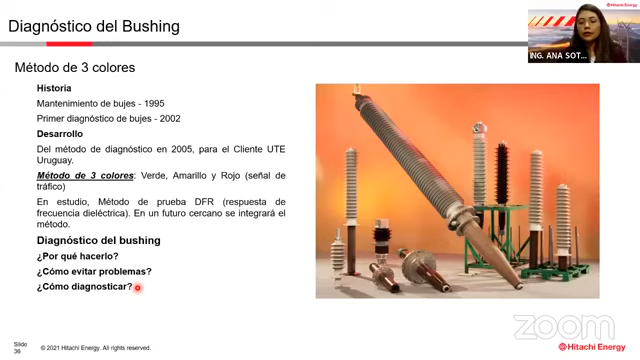 Diagnóstico del Bushing
Hitachi Energy
ING. ANA SOT...
Método de 3 colores
Historia
Mantenimiento de bujes - 1995
Primer diagnóstico de bujes - 2002
Desarrollo
Del método de diagnóstico en 2005, para el Cliente UTE
Uruguay.
Método de 3 colores: Verde, Amarillo y Rojo (señal de
tráfico)
En estudio, Método de prueba DFR (respuesta de
frecuencia dieléctrica). En un futuro cercano se integrará el
método.
Diagnóstico del bushing
¿Por qué hacerlo?
¿Cómo evitar problemas?
¿Cómo diagnosticar?
zoom
Slide
36
© 2021 Hitachi Energy. All rights reserved.
Hitachi Energy